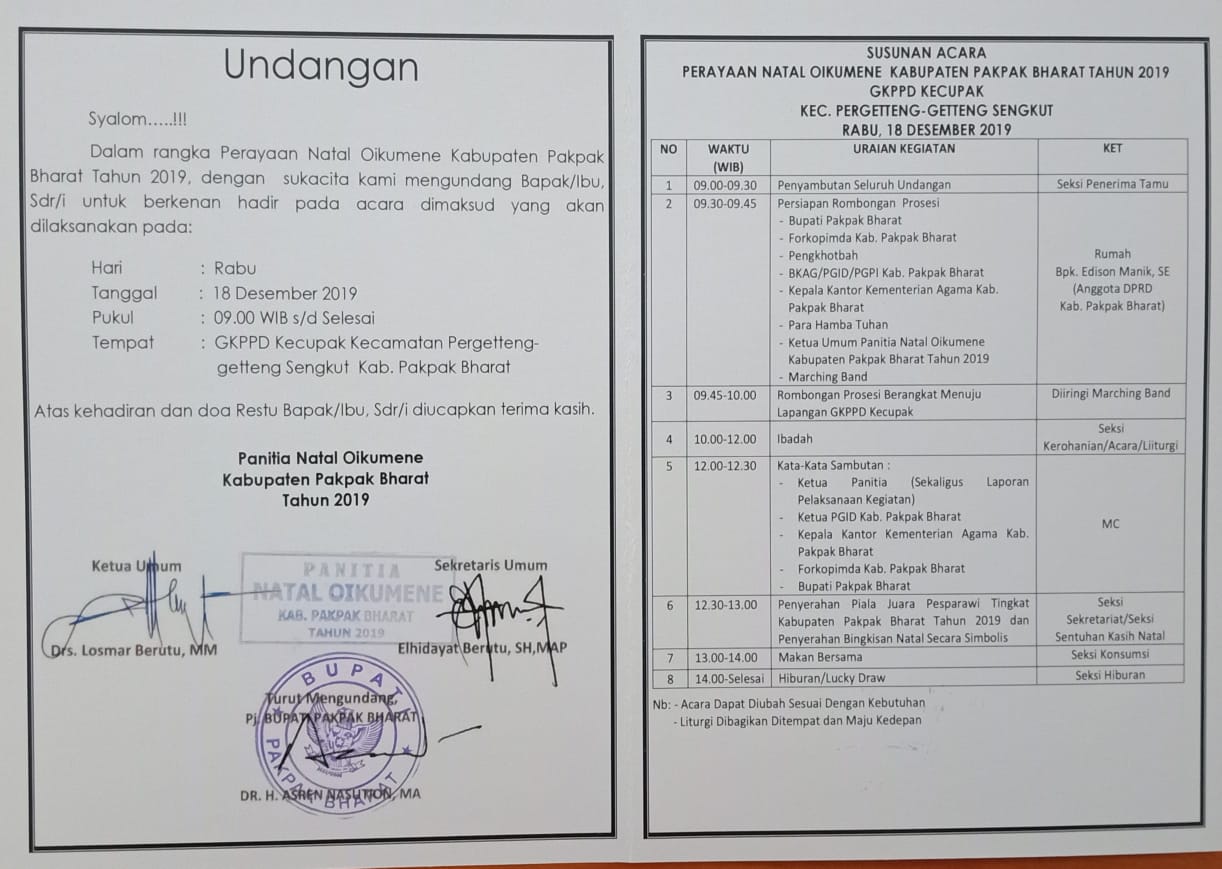 Undangan
Syalom.....!!!
Dalam rangka Perayaan Natal Oikumene Kabupaten Pakpak
Bharat Tahun 2019, dengan sukacita kami mengundang Bapak/Ibu,
Sdr/i untuk berkenan hadir pada acara dimaksud yang akan
dilaksanakan pada:
Hari : Rabu
Tanggal : 18 Desember 2019
Pukul : 09.00 WIB s/d Selesai
Tempat : GKPPD Kecupak Kecamatan Pergetteng-
getteng Sengkut Kab. Pakpak Bharat
Atas kehadiran dan doa Restu Bapak/Ibu, Sdr/i diucapkan terima kasih.
Panitia Natal Oikumene
Kabupaten Pakpak Bharat
Tahun 2019
Ketua Umum
Sekretaris Umum
PANITIA
NATAL OIKUMENE
KAB. PAKPAK BHARAT
TAHUN 2019
Drs. Losmar Berutu, MM
Elhidayat Berutu, SH,MAP
BUPATI
PAKPAK BHARAT
Turut Mengundang,
Pj. BUPATI PAKPAK BHARAT
DR. H. ASREN NASUTION, MA
SUSUNAN ACARA
PERAYAAN NATAL OIKUMENE KABUPATEN PAKPAK BHARAT TAHUN 2019
GKPPD KECUPAK
KEC. PERGETTENG-GETTENG SENGKUT
RABU, 18 DESEMBER 2019
NO WAKTU (WIB) URAIAN KEGIATAN KET
1 09.00-09.30 Penyambutan Seluruh Undangan Seksi Penerima Tamu
2 09.30-09.45 Persiapan Rombongan Prosesi
- Bupati Pakpak Bharat
- Forkopimda Kab. Pakpak Bharat
- Pengkhotbah
- BKAG/PGID/PGPI Kab. Pakpak Bharat
- Kepala Kantor Kementerian Agama Kab.
Pakpak Bharat
- Para Hamba Tuhan
- Ketua Umum Panitia Natal Oikumene
Kabupaten Pakpak Bharat Tahun 2019
- Marching Band
Rumah
Bpk. Edison Manik, SE
(Anggota DPRD
Kab. Pakpak Bharat)
3 09.45-10.00 Rombongan Prosesi Berangkat Menuju
Lapangan GKPPD Kecupak
Diiringi Marching Band
4 10.00-12.00 Ibadah
Seksi
Kerohanian/Acara/Liiturgi
5 12.00-12.30 Kata-Kata Sambutan :
- Ketua Panitia (Sekaligus Laporan
Pelaksanaan Kegiatan)
- Ketua PGID Kab. Pakpak Bharat
- Kepala Kantor Kementerian Agama Kab.
Pakpak Bharat
- Forkopimda Kab. Pakpak Bharat
- Bupati Pakpak Bharat
MC
6 12.30-13.00 Penyerahan Piala Juara Pesparawi Tingkat
Kabupaten Pakpak Bharat Tahun 2019 dan
Penyerahan Bingkisan Natal Secara Simbolis
Seksi
Sekretariat/Seksi
Sentuhan Kasih Natal
7 13.00-14.00 Makan Bersama Seksi Konsumsi
8 14.00-Selesai Hiburan/Lucky Draw Seksi Hiburan
Nb: - Acara Dapat Diubah Sesuai Dengan Kebutuhan
- Liturgi Dibagikan Ditempat dan Maju Kedepan